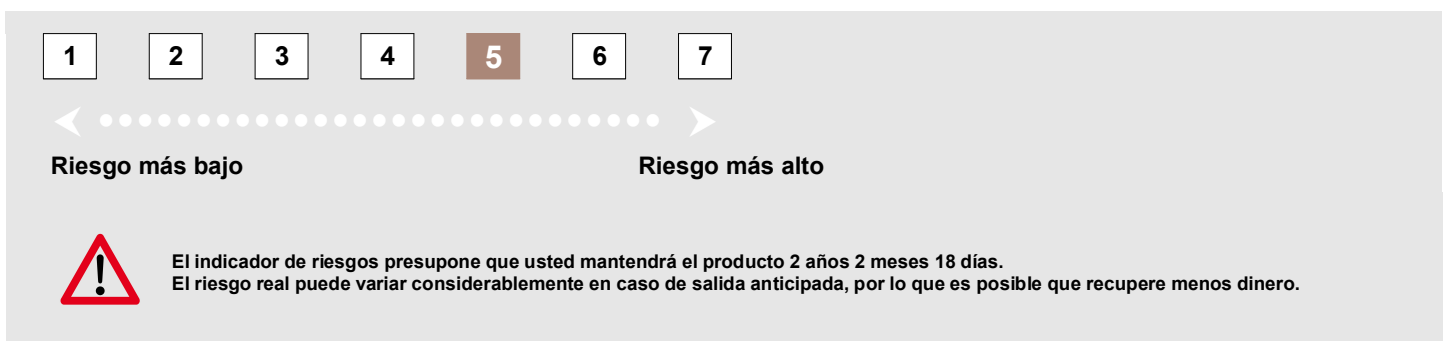 1 2 3 4 5 6 7
Riesgo más bajo Riesgo más alto
El indicador de riesgos presupone que usted mantendrá el producto 2 años 2 meses 18 días.
El riesgo real puede variar considerablemente en caso de salida anticipada, por lo que es posible que recupere menos dinero.